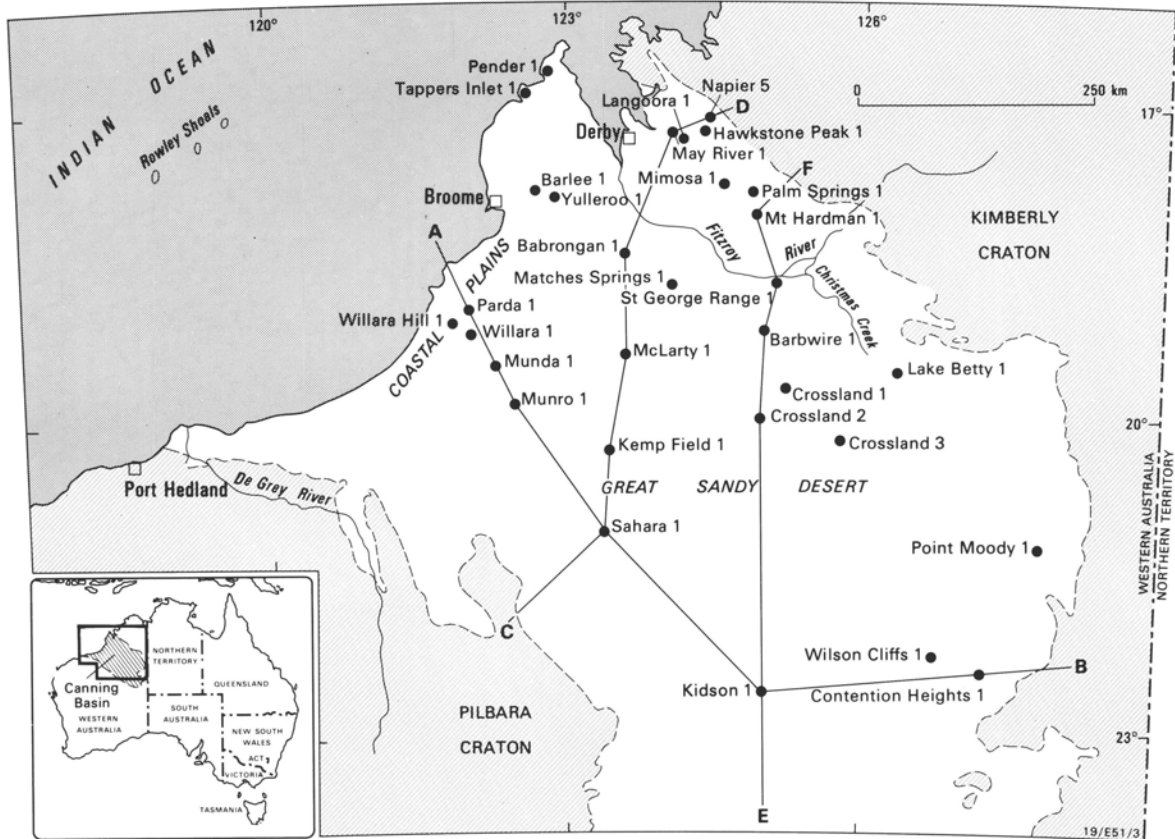 120°
123°
126°
INDIAN OCEAN
Rowley Shoals
Pender 1
Tappers Inlet 1
Napier 5
Langoora 1
D
0
250 km
17°
Derby
Hawkstone Peak 1
May River 1
Mimosa 1
F
Barlee 1
Palm Springs 1
Broome
Yulleroo 1
Mt Hardman 1
KIMBERLY
CRATON
A
Fitzroy
River
Babrongan 1
Christmas Creek
Matches Springs 1
St George Range 1
COASTAL PLAINS
Parda 1
Willara Hill 1
Willara 1
Barbwire 1
McLarty 1
Munda 1
Lake Betty 1
Crossland 1
Munro 1
Crossland 2
20°
Crossland 3
Kemp Field 1
Port Hedland
De Grey River
GREAT SANDY DESERT
Sahara 1
Point Moody 1
WESTERN AUSTRALIA
NORTHERN TERRITORY
C
Wilson Cliffs 1
B
Kidson 1
Contention Heights 1
PILBARA
CRATON
23°
E
123°
126°
19/E51/3
NORTHERN
TERRITORY
QUEENSLAND
Canning
Basin
WESTERN
AUSTRALIA
SOUTH
AUSTRALIA
NEW SOUTH
WALES
ACT
VICTORIA
TASMANIA